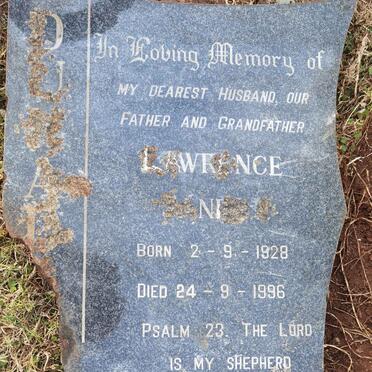 In Loving Memory of
MY DEAREST HUSBAND, OUR
FATHER AND GRANDFATHER
LAWRENCE
BORN 2-9-1928
DIED 24-9-1996
PSALM 23. THE LORD
IS MY SHEPHERD